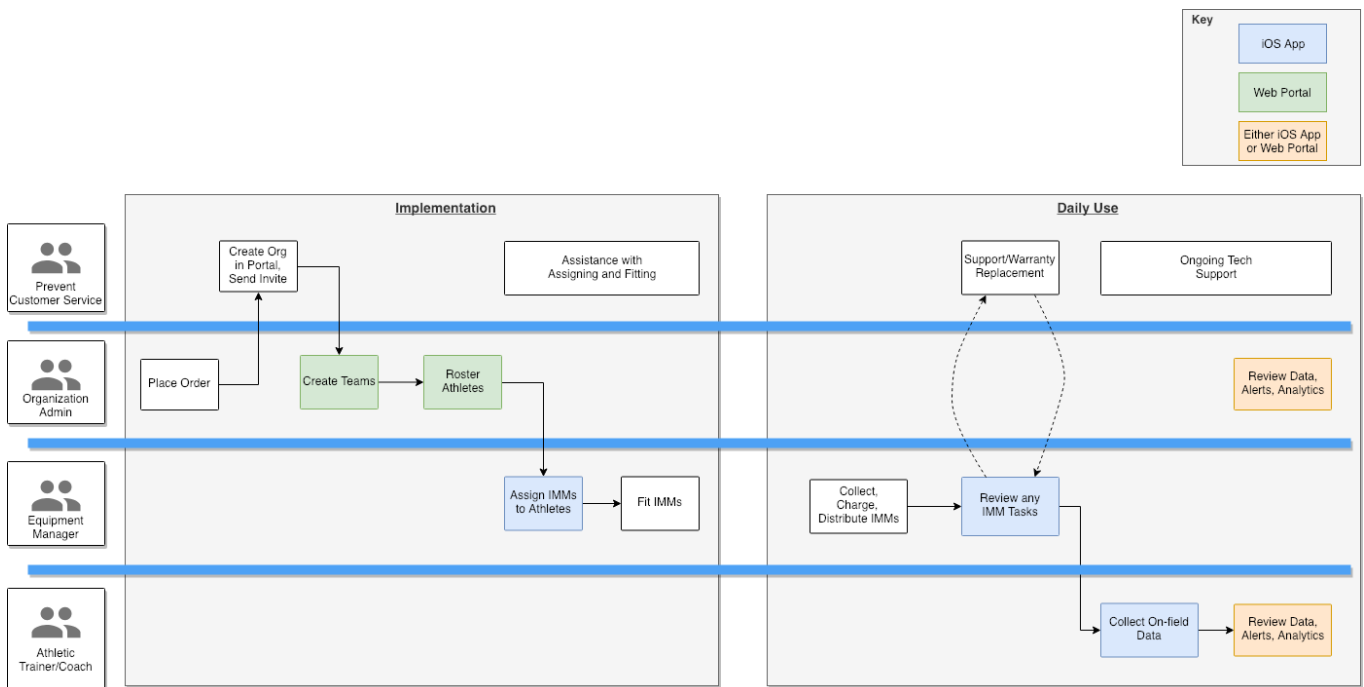 Key
iOS App
Web Portal
Either iOS App
or Web Portal
Implementation
Daily Use
Prevent
Customer Service
Create Org
in Portal,
Send Invite
Assistance with
Assigning and Fitting
Support/Warranty
Replacement
Ongoing Tech
Support
Organization
Admin
Place Order
Create Teams
Roster
Athletes
Review Data,
Alerts, Analytics
Equipment
Manager
Assign IMMs
to Athletes
Fit IMMs
Collect,
Charge,
Distribute IMMs
Review any
IMM Tasks
Athletic
Trainer/Coach
Collect On-field
Data
Review Data,
Alerts, Analytics